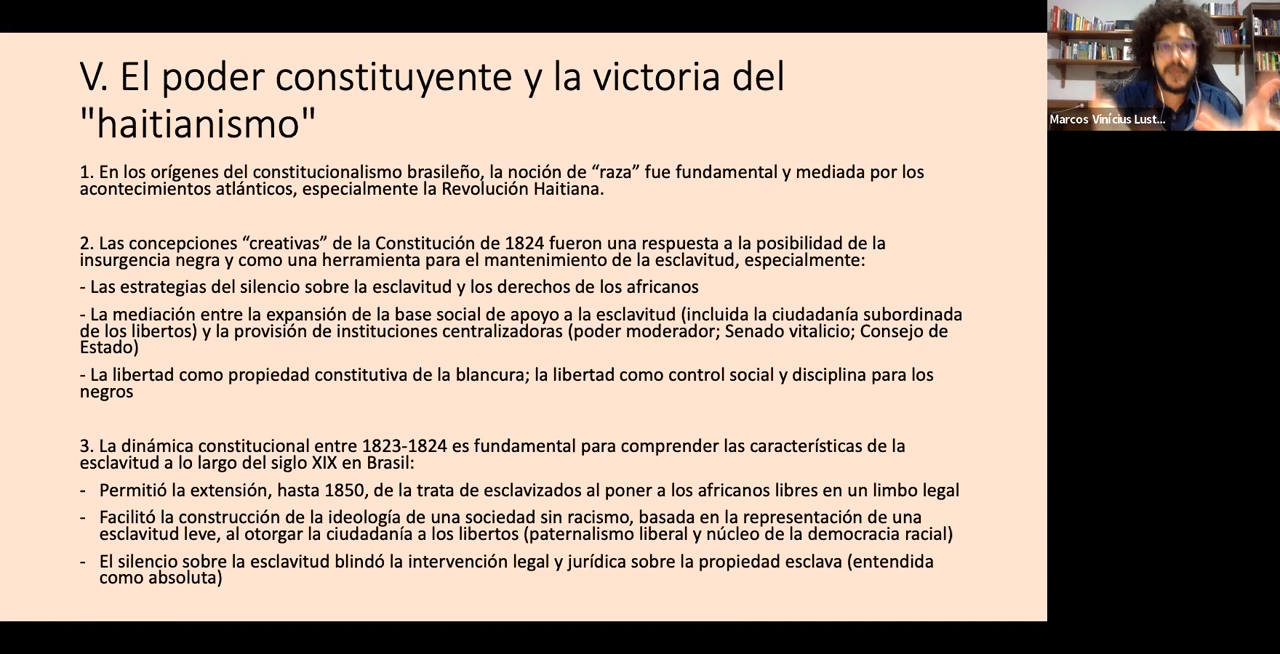 V. El poder constituyente y la victoria del
"haitianismo"
1. En los orígenes del constitucionalismo brasileño, la noción de “raza” fue fundamental y mediada por los
acontecimientos atlánticos, especialmente la Revolución Haitiana.
2. Las concepciones “creativas” de la Constitución de 1824 fueron una respuesta a la posibilidad de la
insurgencia negra y como una herramienta para el mantenimiento de la esclavitud, especialmente:
- Las estrategias del silencio sobre la esclavitud y los derechos de los africanos
- La mediación entre la expansión de la base social de apoyo a la esclavitud (incluida la ciudadanía subordinada
de los libertos) y la provisión de instituciones centralizadoras (poder moderador; Senado vitalicio; Consejo de
Estado)
- La libertad como propiedad constitutiva de la blancura; la libertad como control social y disciplina para los
negros
3. La dinámica constitucional entre 1823-1824 es fundamental para comprender las características de la
esclavitud a lo largo del siglo XIX en Brasil:
- Permitió la extensión, hasta 1850, de la trata de esclavizados al poner a los africanos libres en un limbo legal
- Facilitó la construcción de la ideología de una sociedad sin racismo, basada en la representación de una
esclavitud leve, al otorgar la ciudadanía a los libertos (paternalismo liberal y núcleo de la democracia racial)
- El silencio sobre la esclavitud blindó la intervención legal y jurídica sobre la propiedad esclava (entendida
como absoluta)
Marcos Vinícius Lust...